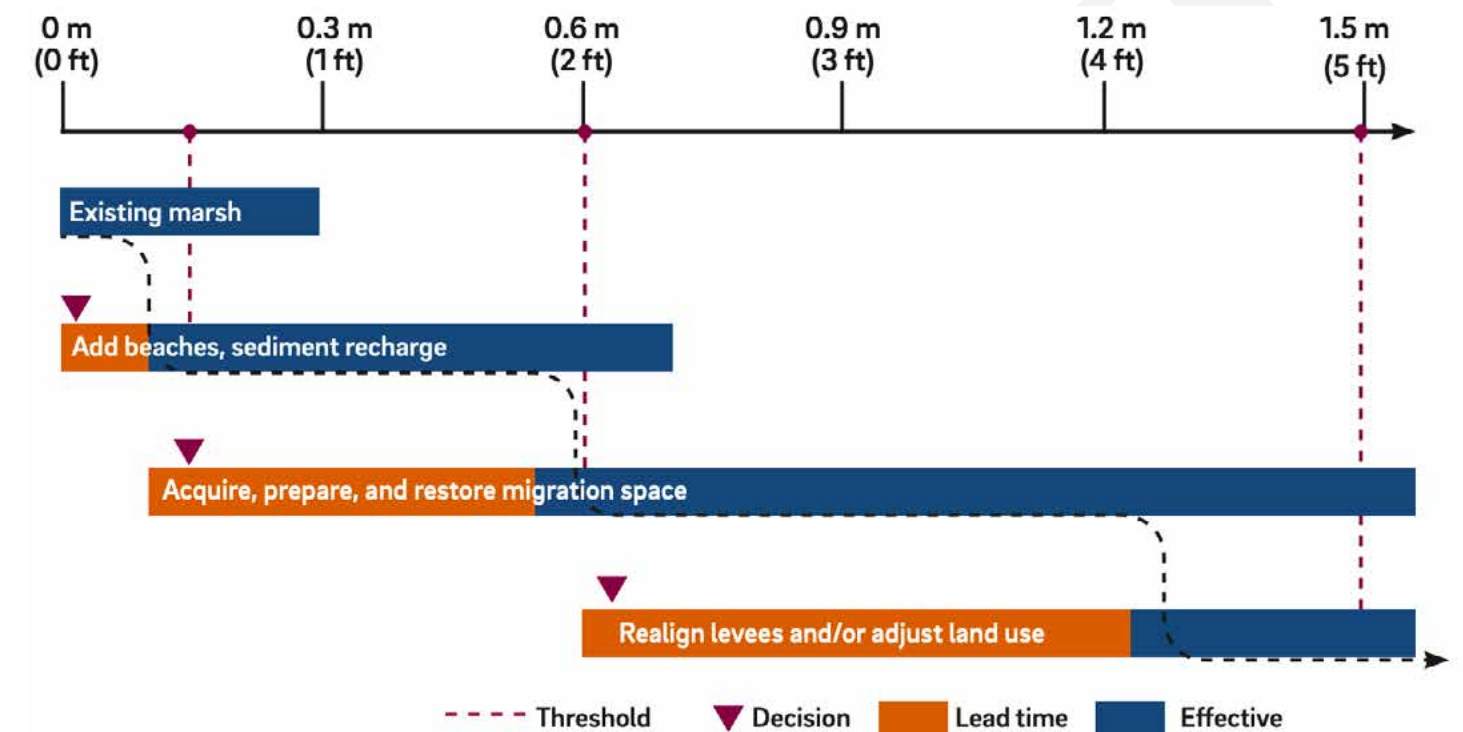 0 m 0.3 m 0.6 m 0.9 m 1.2 m 1.5 m
(0 ft) (1 ft) (2 ft) (3 ft) (4 ft) (5 ft)
Existing marsh
Add beaches, sediment recharge
Acquire, prepare, and restore migration space
Realign levees and/or adjust land use
Threshold Decision Lead time Effective